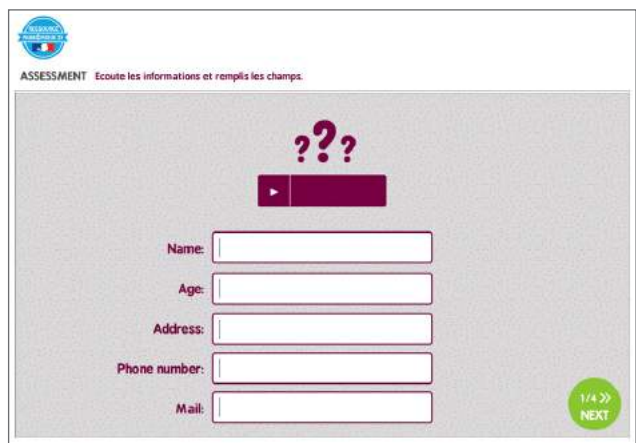 ASSESSMENT Ecoute les informations et remplis les champs.
???
Name:
Age:
Address:
Phone number:
Mail:
1/4 >>
NEXT